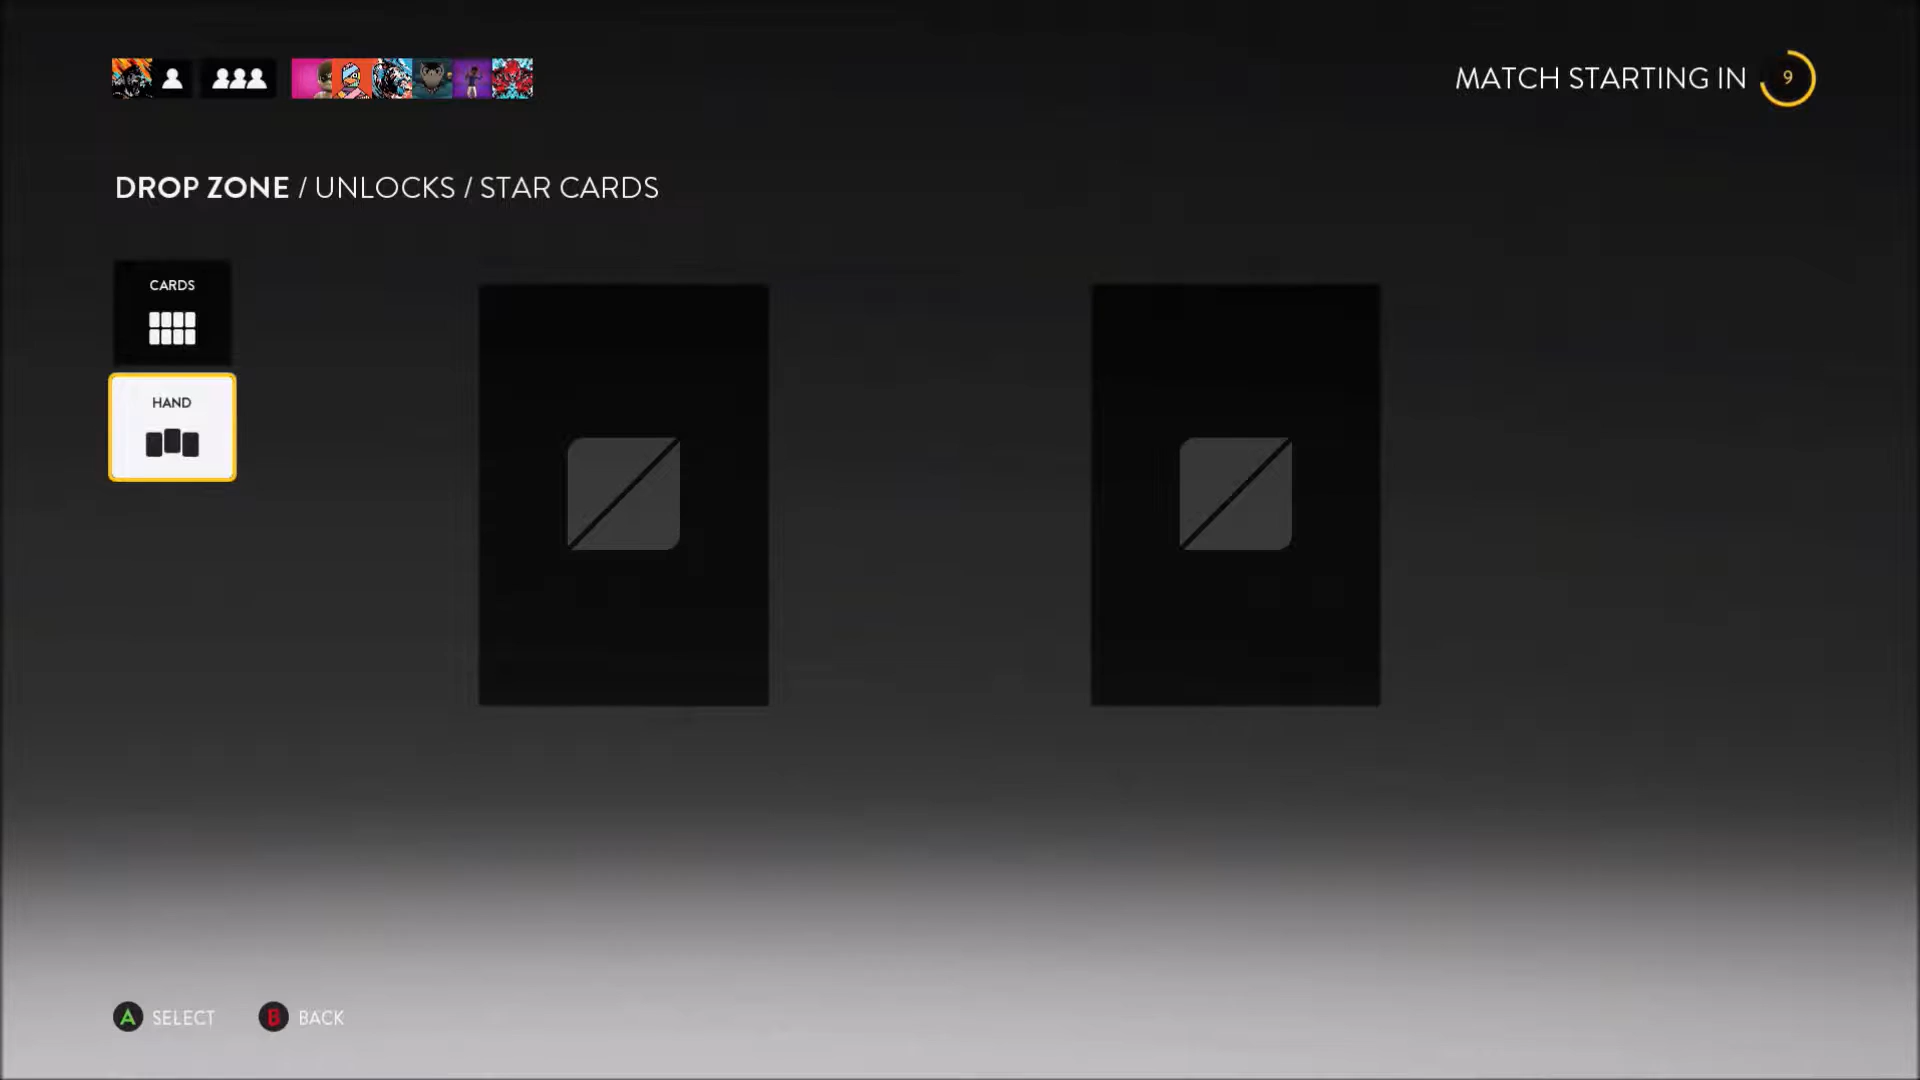 MATCH STARTING IN 9
DROP ZONE / UNLOCKS / STAR CARDS
CARDS
HAND
A SELECT B BACK